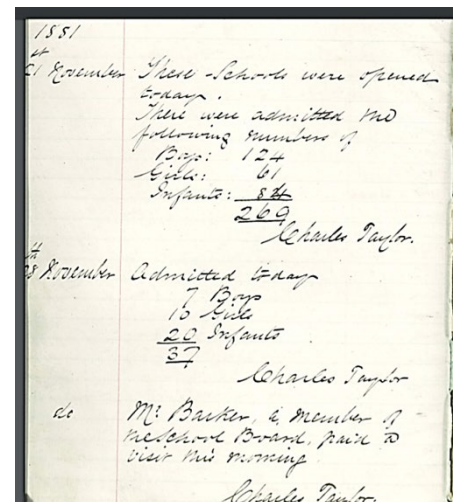 1881
21st November These Schools were opened
today.
There were admitted the
following numbers of
Boys: 124
Girls: 61
Infants: 84
269
Charles Taylor.
28th November Admitted today
7 Boys
10 Girls
20 Infants
37
Charles Taylor
do Mr. Barker, a member of
the School Board, paid a
visit this morning
Charles Taylor.